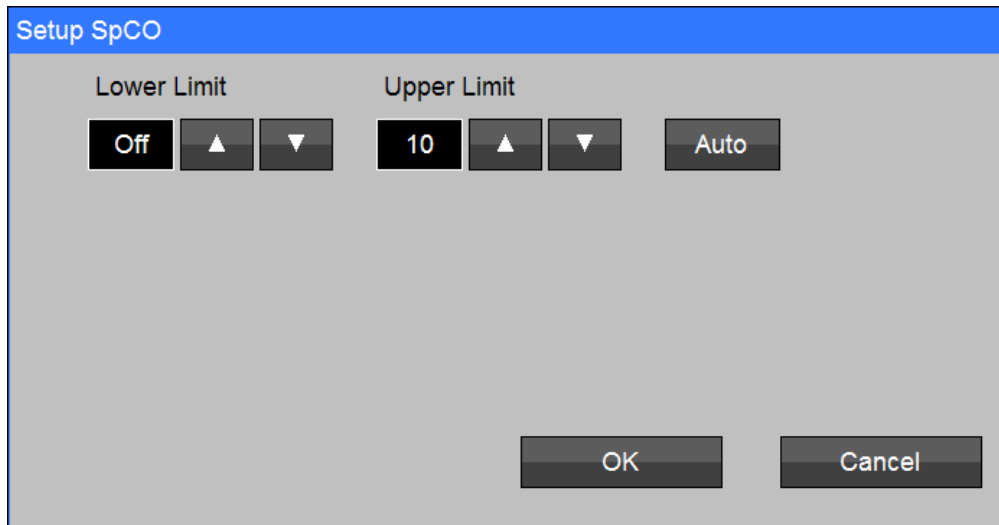 Setup SpCO
Lower Limit Upper Limit
Off ▲ ▼ 10 ▲ ▼ Auto
OK Cancel